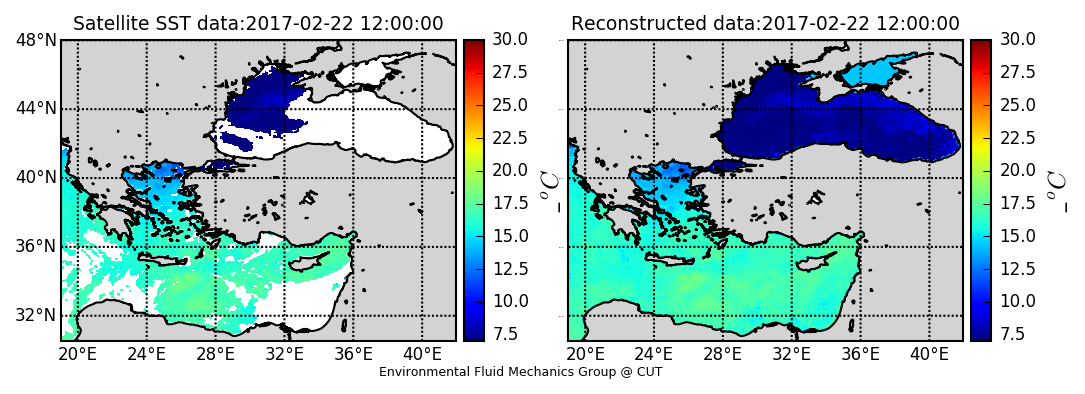 Satellite SST data:2017-02-22 12:00:00
48°N
44°N
40°N
36°N
32°N
20°E 24°E 28°E 32°E 36°E 40°E
30.0
27.5
25.0
22.5
20.0
17.5
15.0
12.5
10.0
7.5
_°C
Reconstructed data:2017-02-22 12:00:00
20°E 24°E 28°E 32°E 36°E 40°E
30.0
27.5
25.0
22.5
20.0
17.5
15.0
12.5
10.0
7.5
_°C
Environmental Fluid Mechanics Group @ CUT